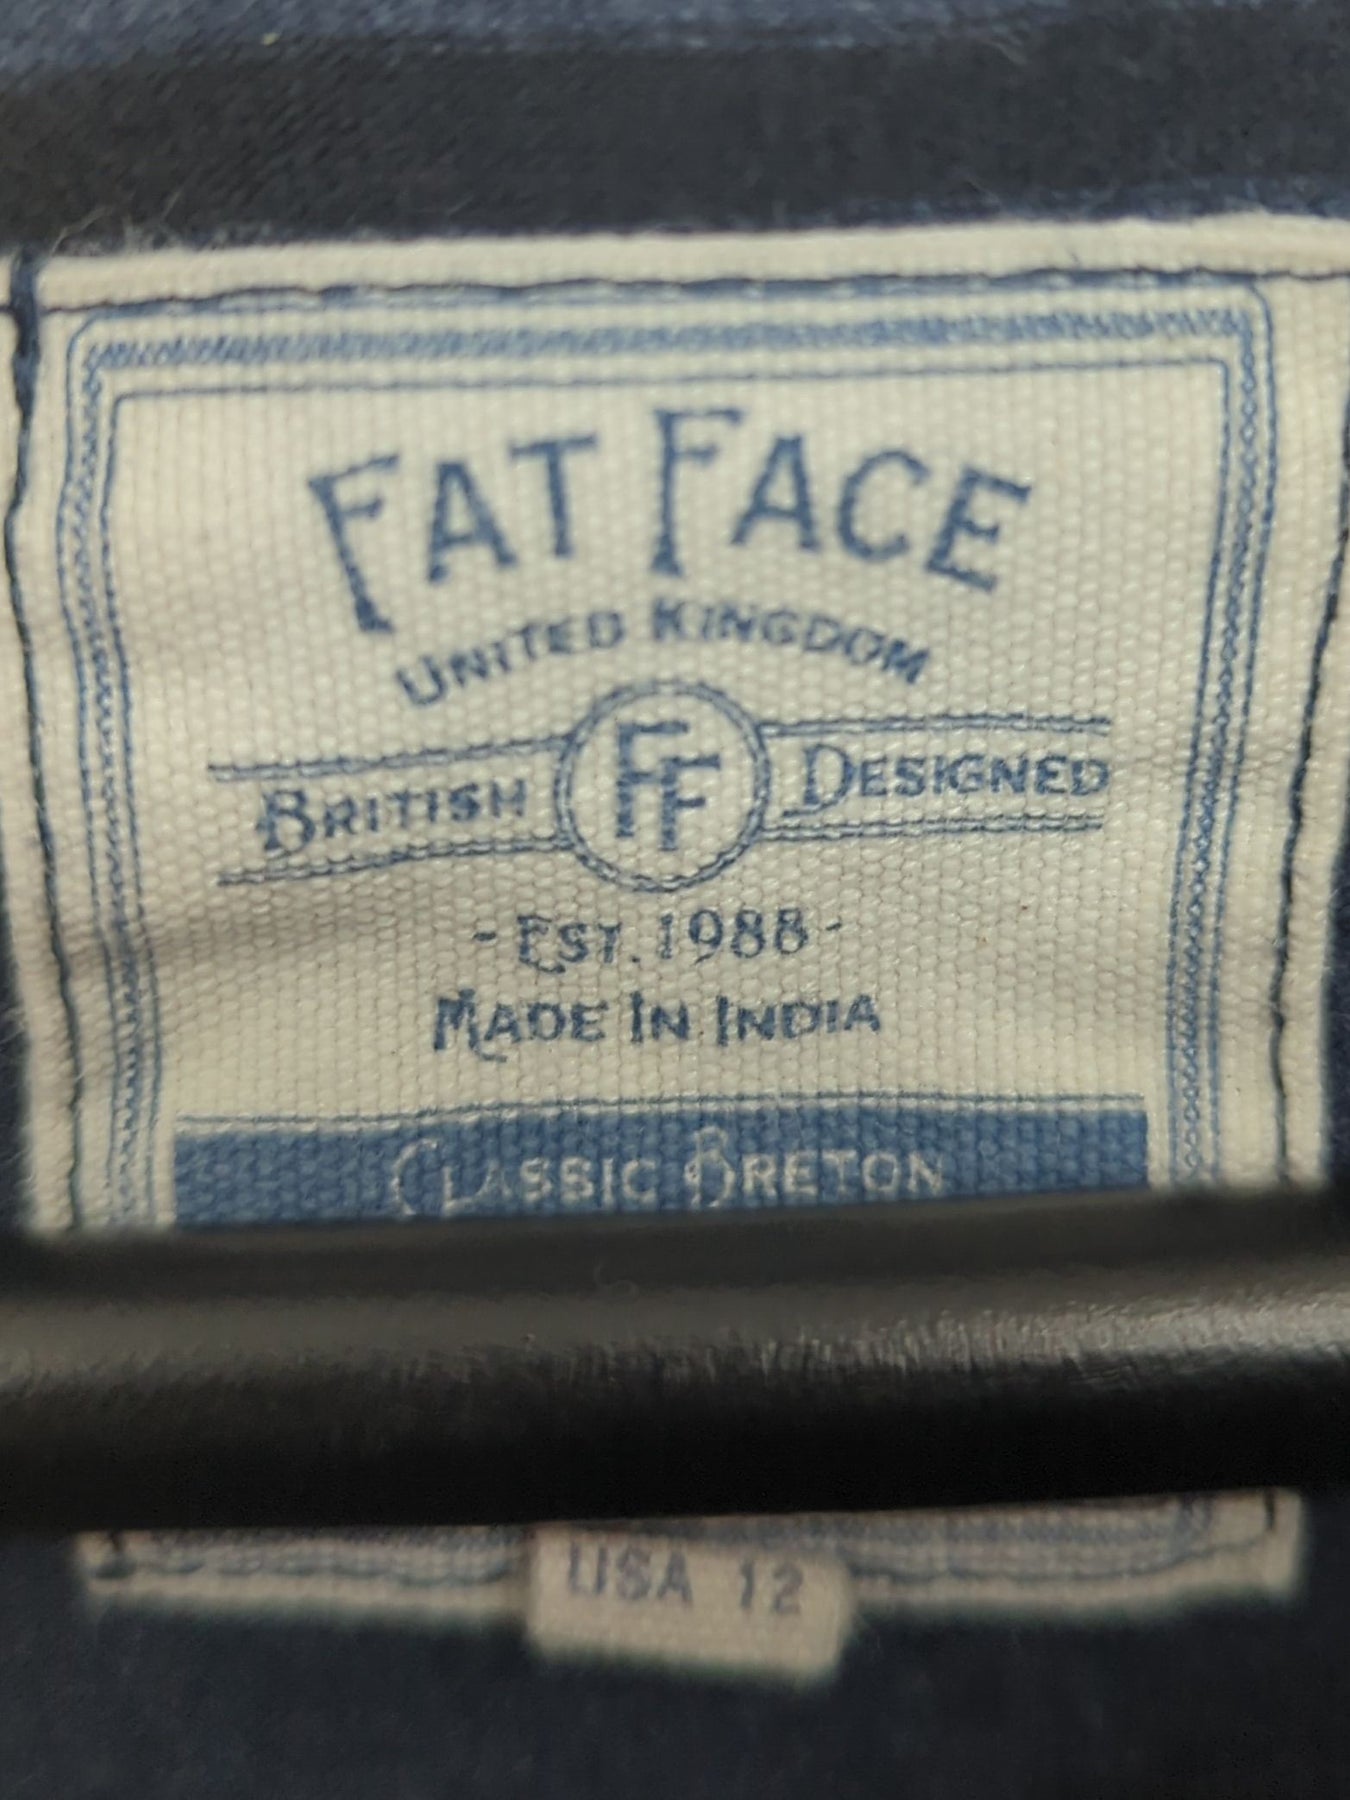 FAT FACE
UNITED KINGDOM
BRITISH FF DESIGNED
- EST. 1988 -
MADE IN INDIA
CLASSIC BRETON
USA 12